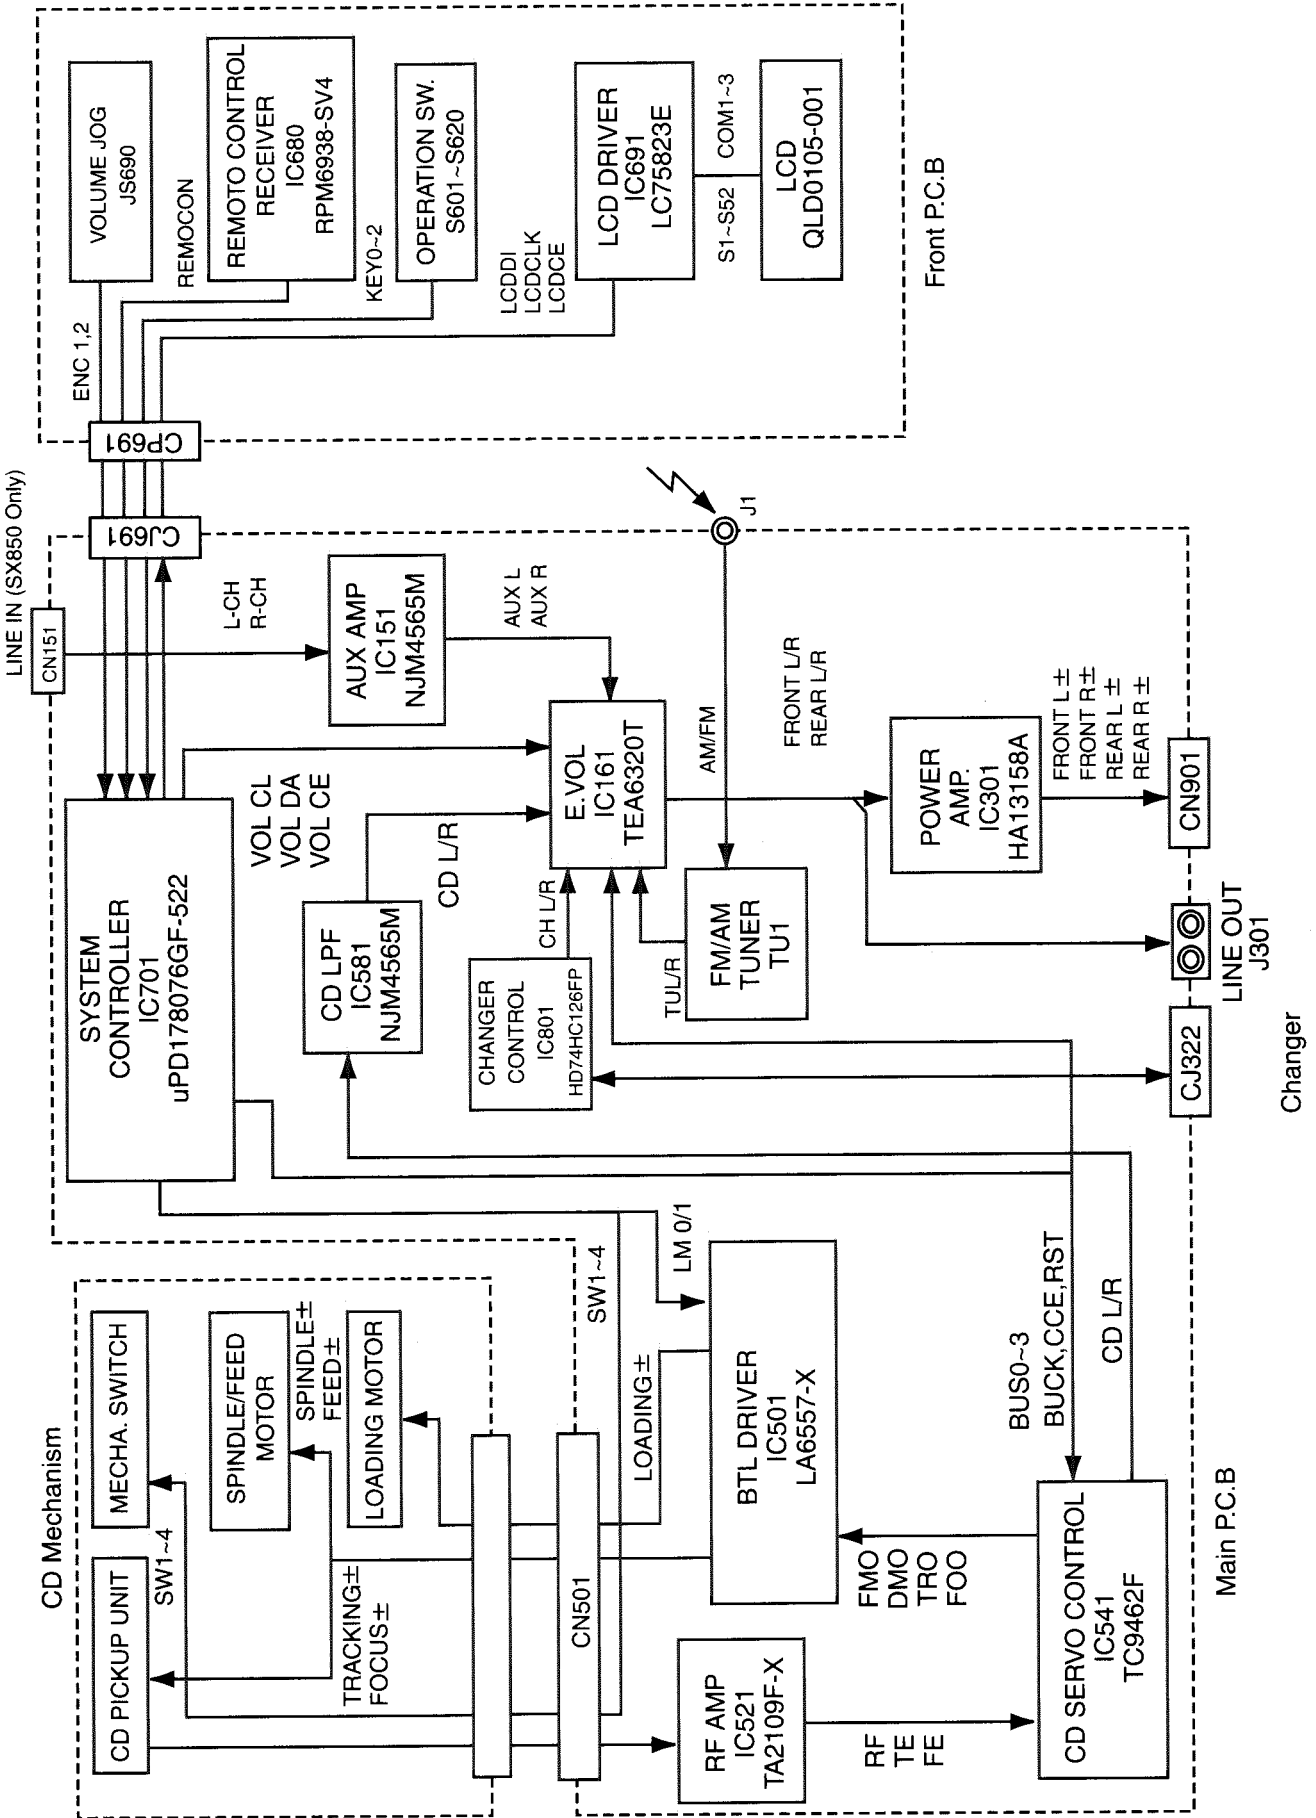 CD Mechanism
CD PICKUP UNIT
MECHA. SWITCH
SW1~4
SPINDLE/FEED
MOTOR
SPINDLE±
FEED±
LOADING MOTOR
TRACKING±
FOCUS±
CN501
SW1~4
LOADING±
LM 0/1
RF AMP
IC521
TA2109F-X
BTL DRIVER
IC501
LA6557-X
RF
TE
FE
FMO
DMO
TRO
FOO
BUS0~3
BUCK,CCE,RST
CD L/R
CD SERVO CONTROL
IC541
TC9462F
Main P.C.B
SYSTEM
CONTROLLER
IC701
uPD178076GF-522
VOL CL
VOL DA
VOL CE
CD LPF
IC581
NJM4565M
CD L/R
CHANGER
CONTROL
IC801
HD74HC126FP
CH L/R
TUL/R
E.VOL
IC161
TEA6320T
FM/AM
TUNER
TU1
AM/FM
LINE IN (SX850 Only)
CN151
L-CH
R-CH
AUX AMP
IC151
NJM4565M
AUX L
AUX R
J1
FRONT L/R
REAR L/R
POWER
AMP.
IC301
HA13158A
FRONT L±
FRONT R±
REAR L ±
REAR R ±
CJ322
Changer
LINE OUT
J301
CN901
CJ691
CP691
ENC 1,2
VOLUME JOG
JS690
REMOCON
REMOTO CONTROL
RECEIVER
IC680
RPM6938-SV4
KEY0~2
OPERATION SW.
S601~S620
LCDDI
LCDCLK
LCDCE
LCD DRIVER
IC691
LC75823E
S1~S52
COM1~3
LCD
QLD0105-001
Front P.C.B